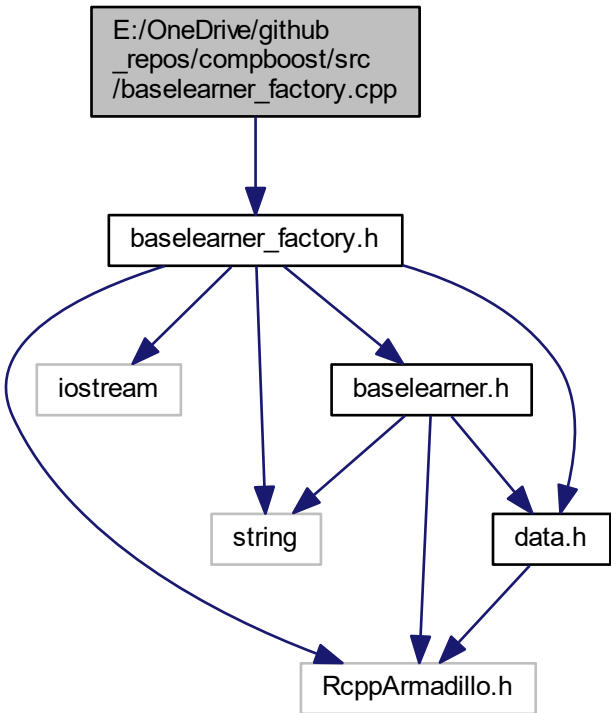 E:/OneDrive/github
_repos/compboost/src
/baselearner_factory.cpp
baselearner_factory.h
iostream
baselearner.h
string
data.h
RcppArmadillo.h